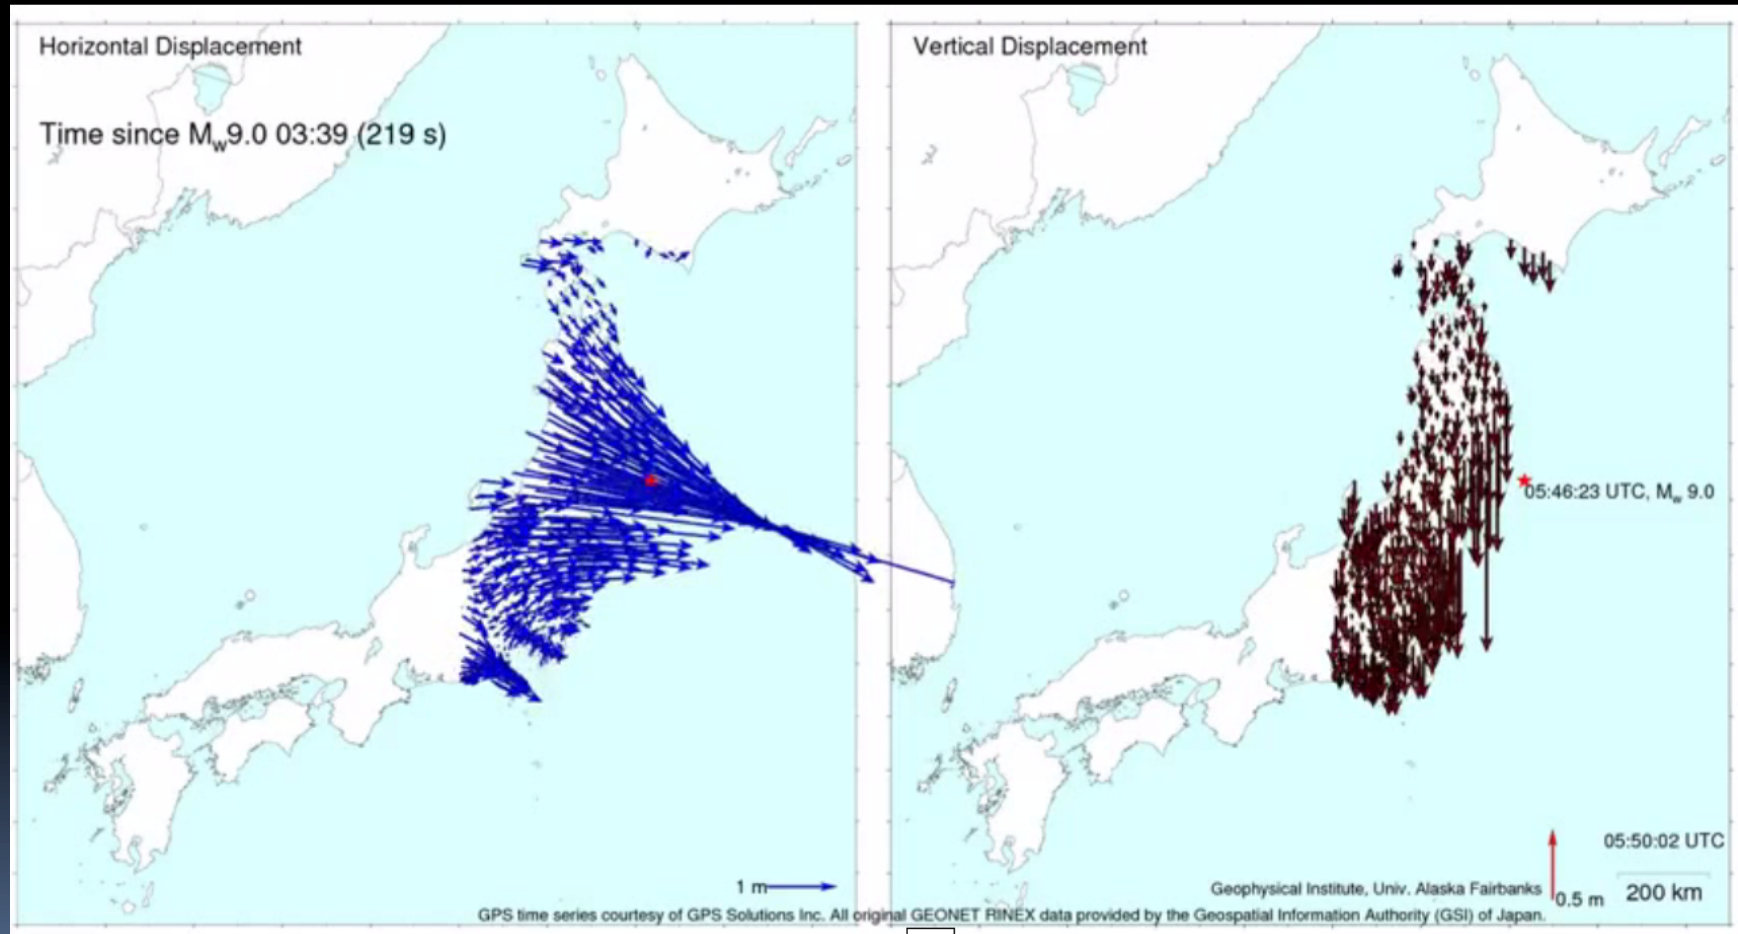 Horizontal Displacement
Time since Mw9.0 03:39 (219 s)
1 m
Vertical Displacement
05:46:23 UTC, Mw 9.0
05:50:02 UTC
Geophysical Institute, Univ. Alaska Fairbanks
0.5 m
200 km
GPS time series courtesy of GPS Solutions Inc. All original GEONET RINEX data provided by the Geospatial Information Authority (GSI) of Japan.